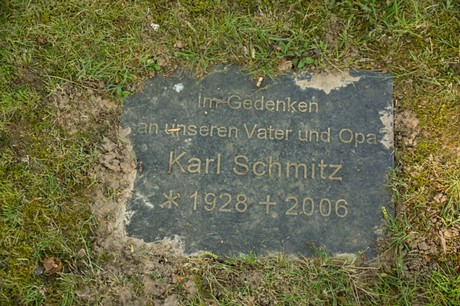 Im Gedenken
an unseren Vater und Opa
Karl Schmitz
* 1928 + 2006